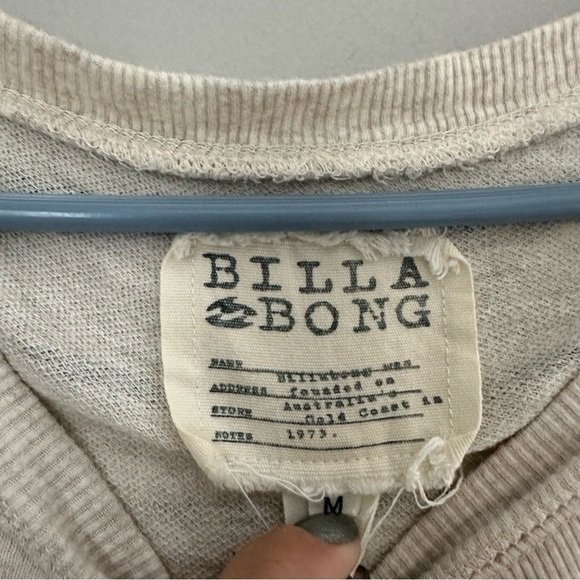 BILLA
BONG
NAME Billabong was
ADDRESS founded on
STORE Australia's
Gold Coast in
NOTES 1973.
M